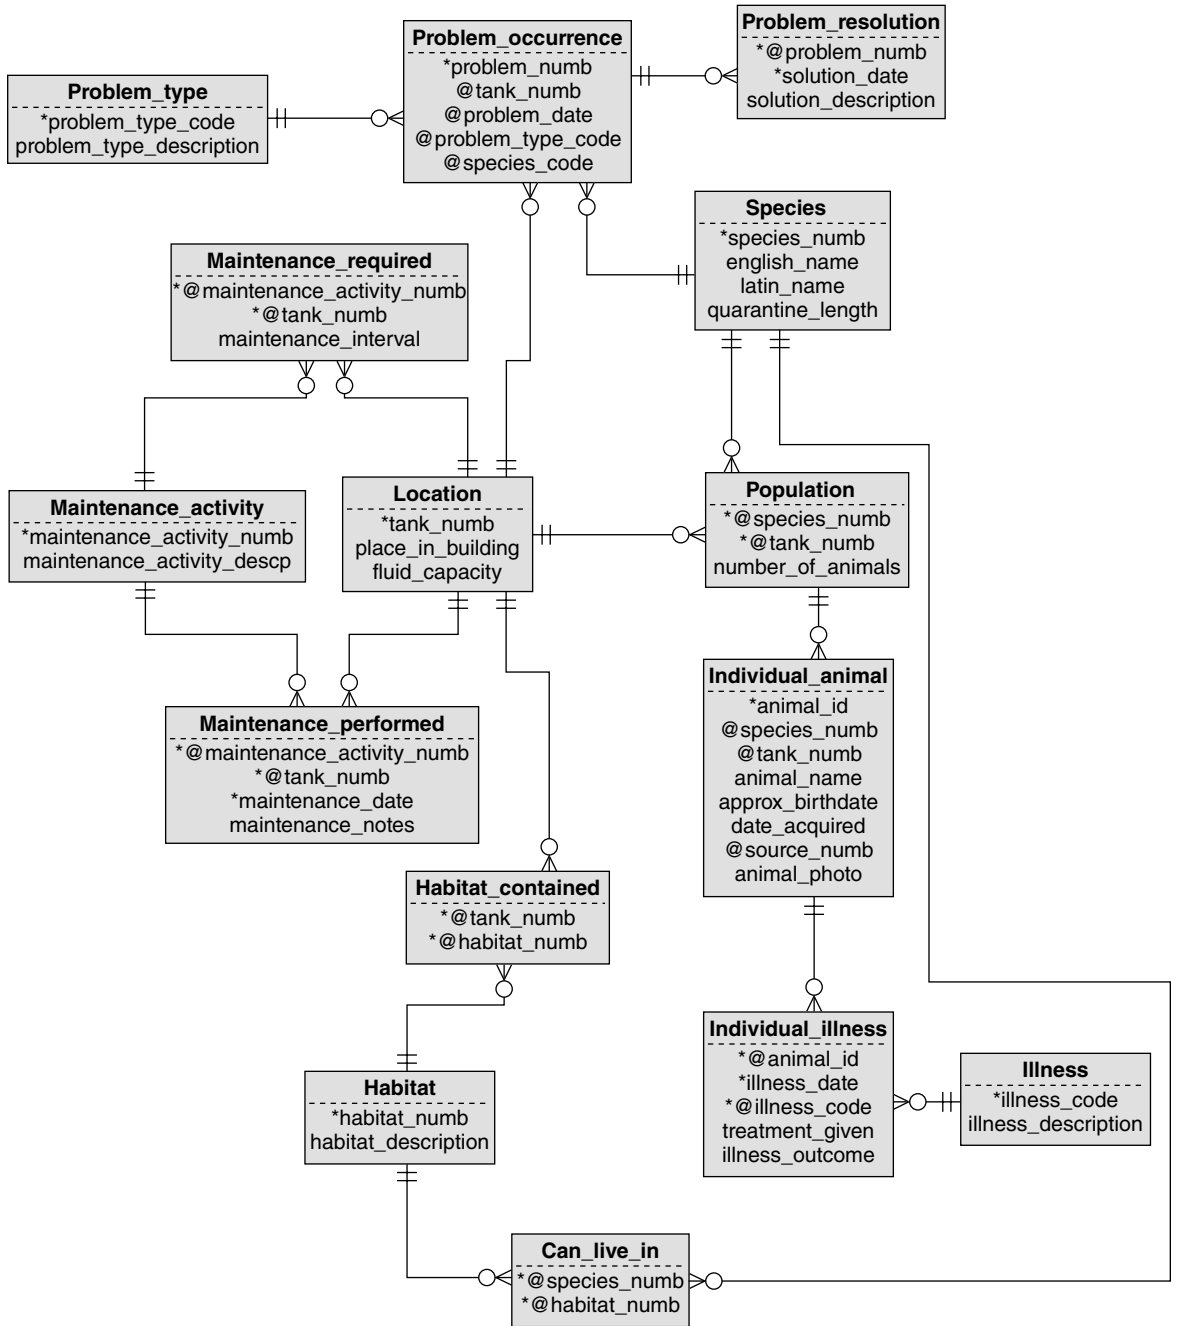 Problem_type
*problem_type_code
problem_type_description
Problem_occurrence
*problem_numb
@tank_numb
@problem_date
@problem_type_code
@species_code
Problem_resolution
*@problem_numb
*solution_date
solution_description
Species
*species_numb
english_name
latin_name
quarantine_length
Maintenance_required
*@maintenance_activity_numb
*@tank_numb
maintenance_interval
Maintenance_activity
*maintenance_activity_numb
maintenance_activity_descp
Location
*tank_numb
place_in_building
fluid_capacity
Population
*@species_numb
*@tank_numb
number_of_animals
Maintenance_performed
*@maintenance_activity_numb
*@tank_numb
*maintenance_date
maintenance_notes
Individual_animal
*animal_id
@species_numb
@tank_numb
animal_name
approx_birthdate
date_acquired
@source_numb
animal_photo
Habitat_contained
*@tank_numb
*@habitat_numb
Individual_illness
*@animal_id
*illness_date
*@illness_code
treatment_given
illness_outcome
Illness
*illness_code
illness_description
Habitat
*habitat_numb
habitat_description
Can_live_in
*@species_numb
*@habitat_numb